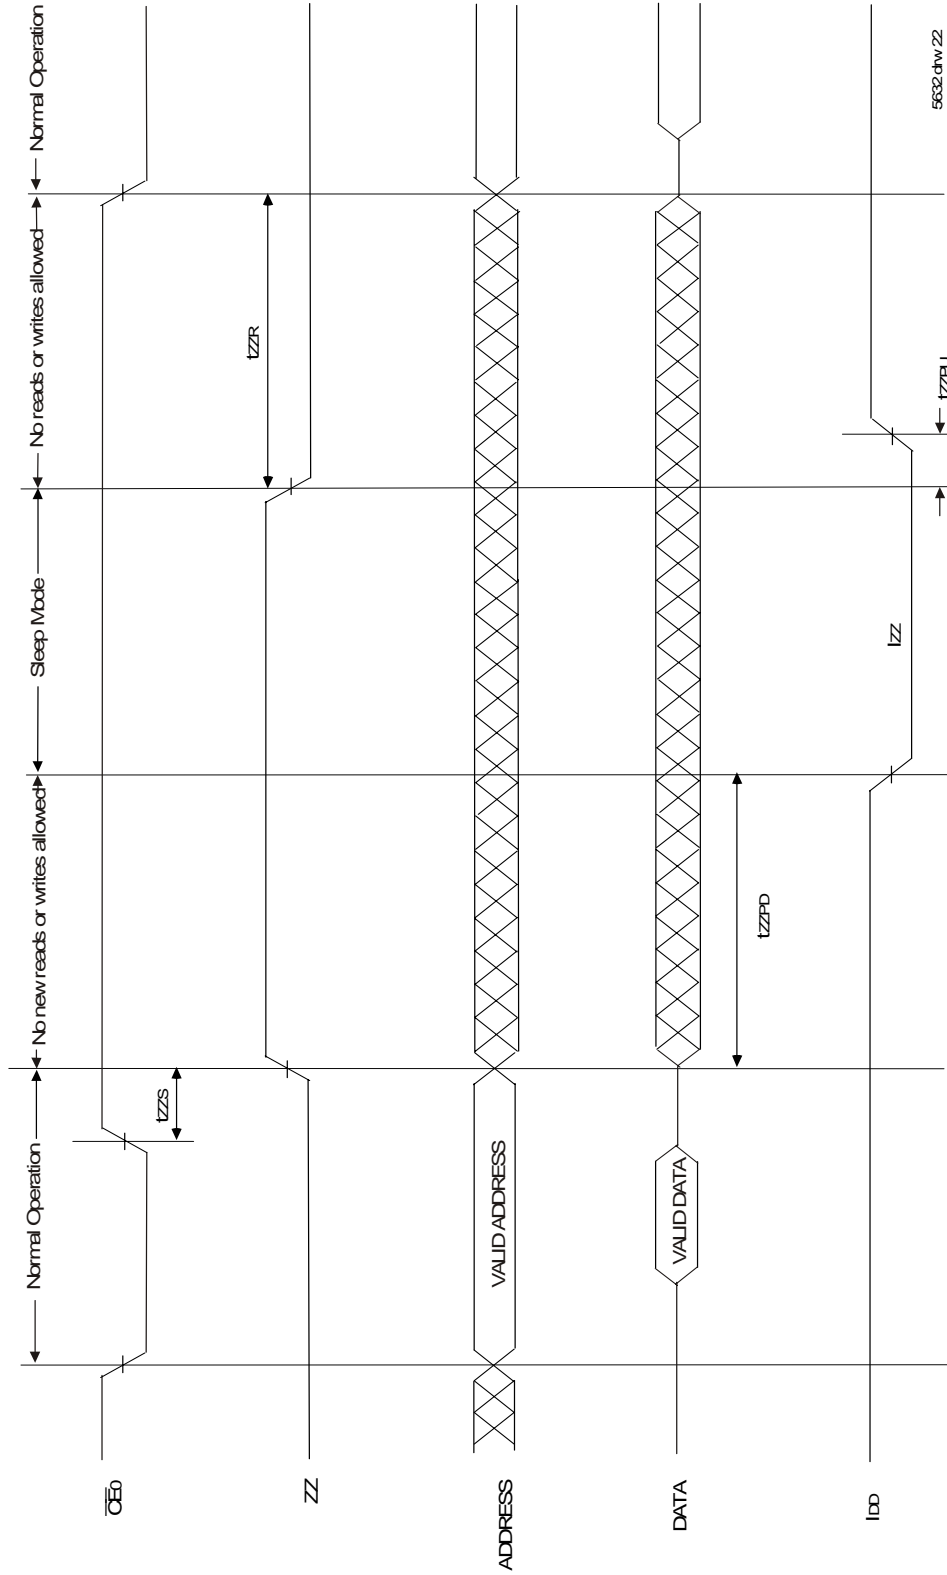 Normal Operation
No new reads or writes allowed
Sleep Mode
No reads or writes allowed
Normal Operation
CE0
tZZS
ZZ
tZZR
ADDRESS
VALID ADDRESS
DATA
VALID DATA
tZZPD
IDD
IZZ
tZZPU
5632 drw 22